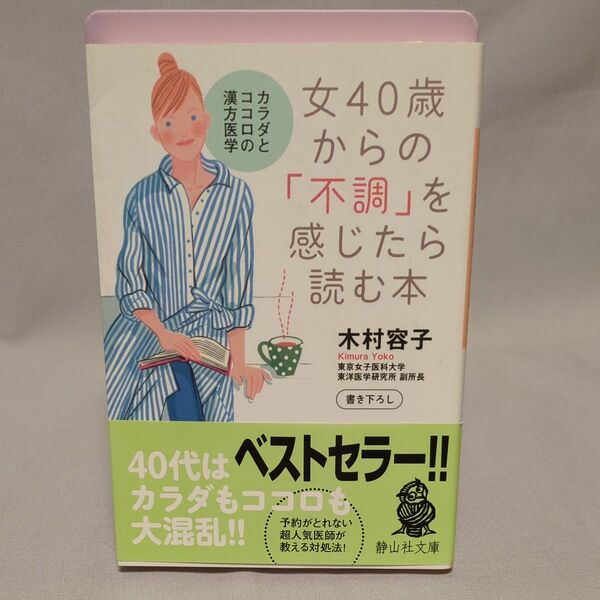 カラダと
ココロの
漢方医学
女40歳
からの
「不調」を
感じたら
読む本
木村容子
Kimura Yoko
東京女子医科大学
東洋医学研究所 副所長
書き下ろし
40代は
ベストセラー!!
カラダもココロも
大混乱!!
予約がとれない
超人気医師が
教える対処法!
静山社文庫